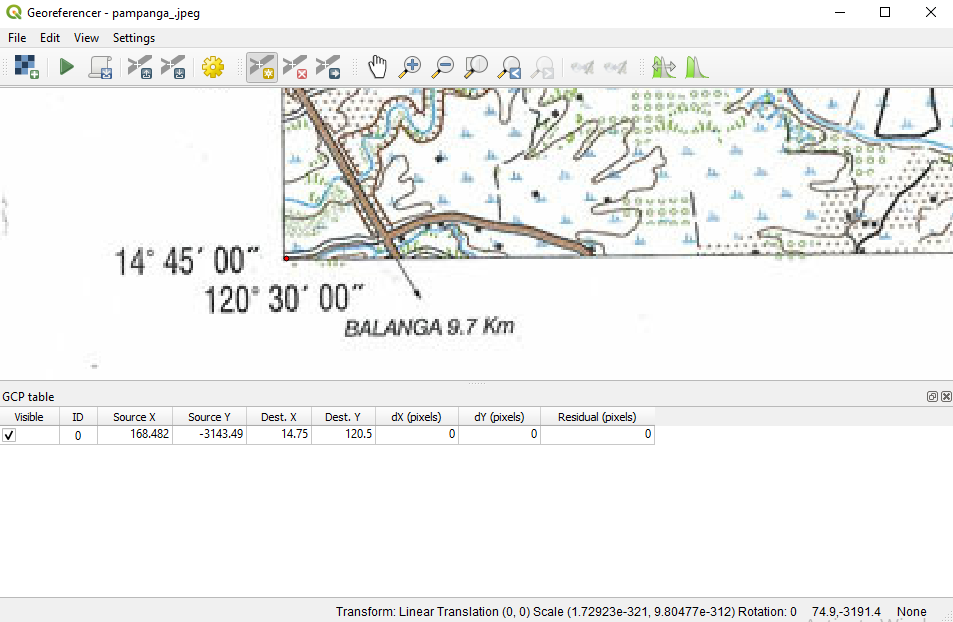 Georeferencer - pampanga_.jpeg
File Edit View Settings
14° 45′ 00″
120° 30′ 00″
BALANGA 9.7 Km
GCP table
Visible ID Source X Source Y Dest. X Dest. Y dX (pixels) dY (pixels) Residual (pixels)
0 168.482 -3143.49 14.75 120.5 0 0 0
Transform: Linear Translation (0, 0) Scale (1.72923e-321, 9.80477e-312) Rotation: 0 74.9,-3191.4 None